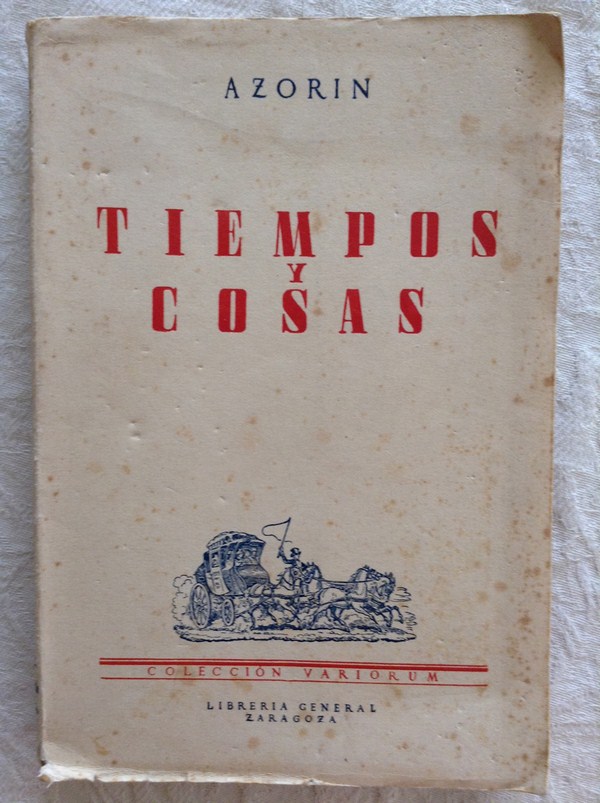 AZORIN
TIEMPOS
Y
COSAS
COLECCIÓN VARIORUM
LIBRERIA GENERAL
ZARAGOZA